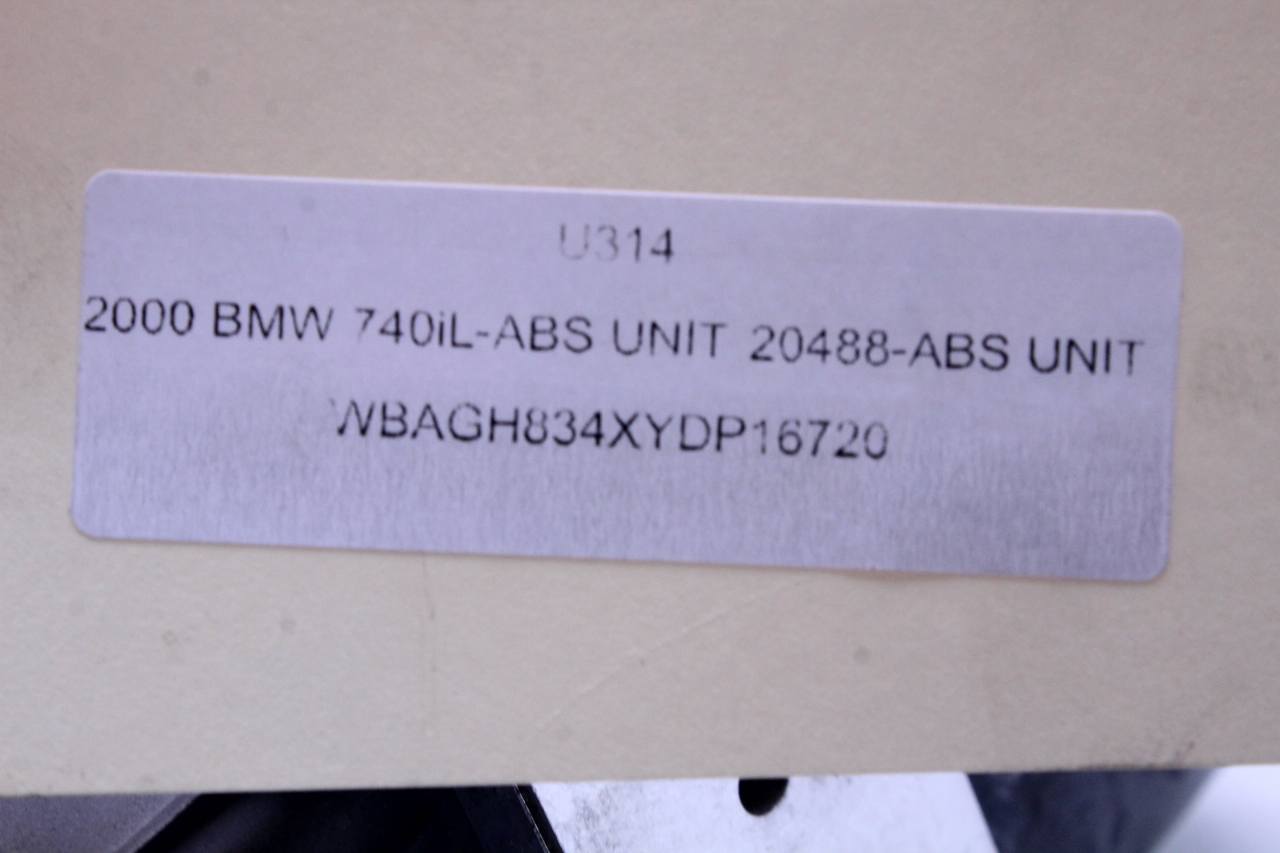 U314
2000 BMW 740iL-ABS UNIT 20488-ABS UNIT
WBAGH834XYDP16720